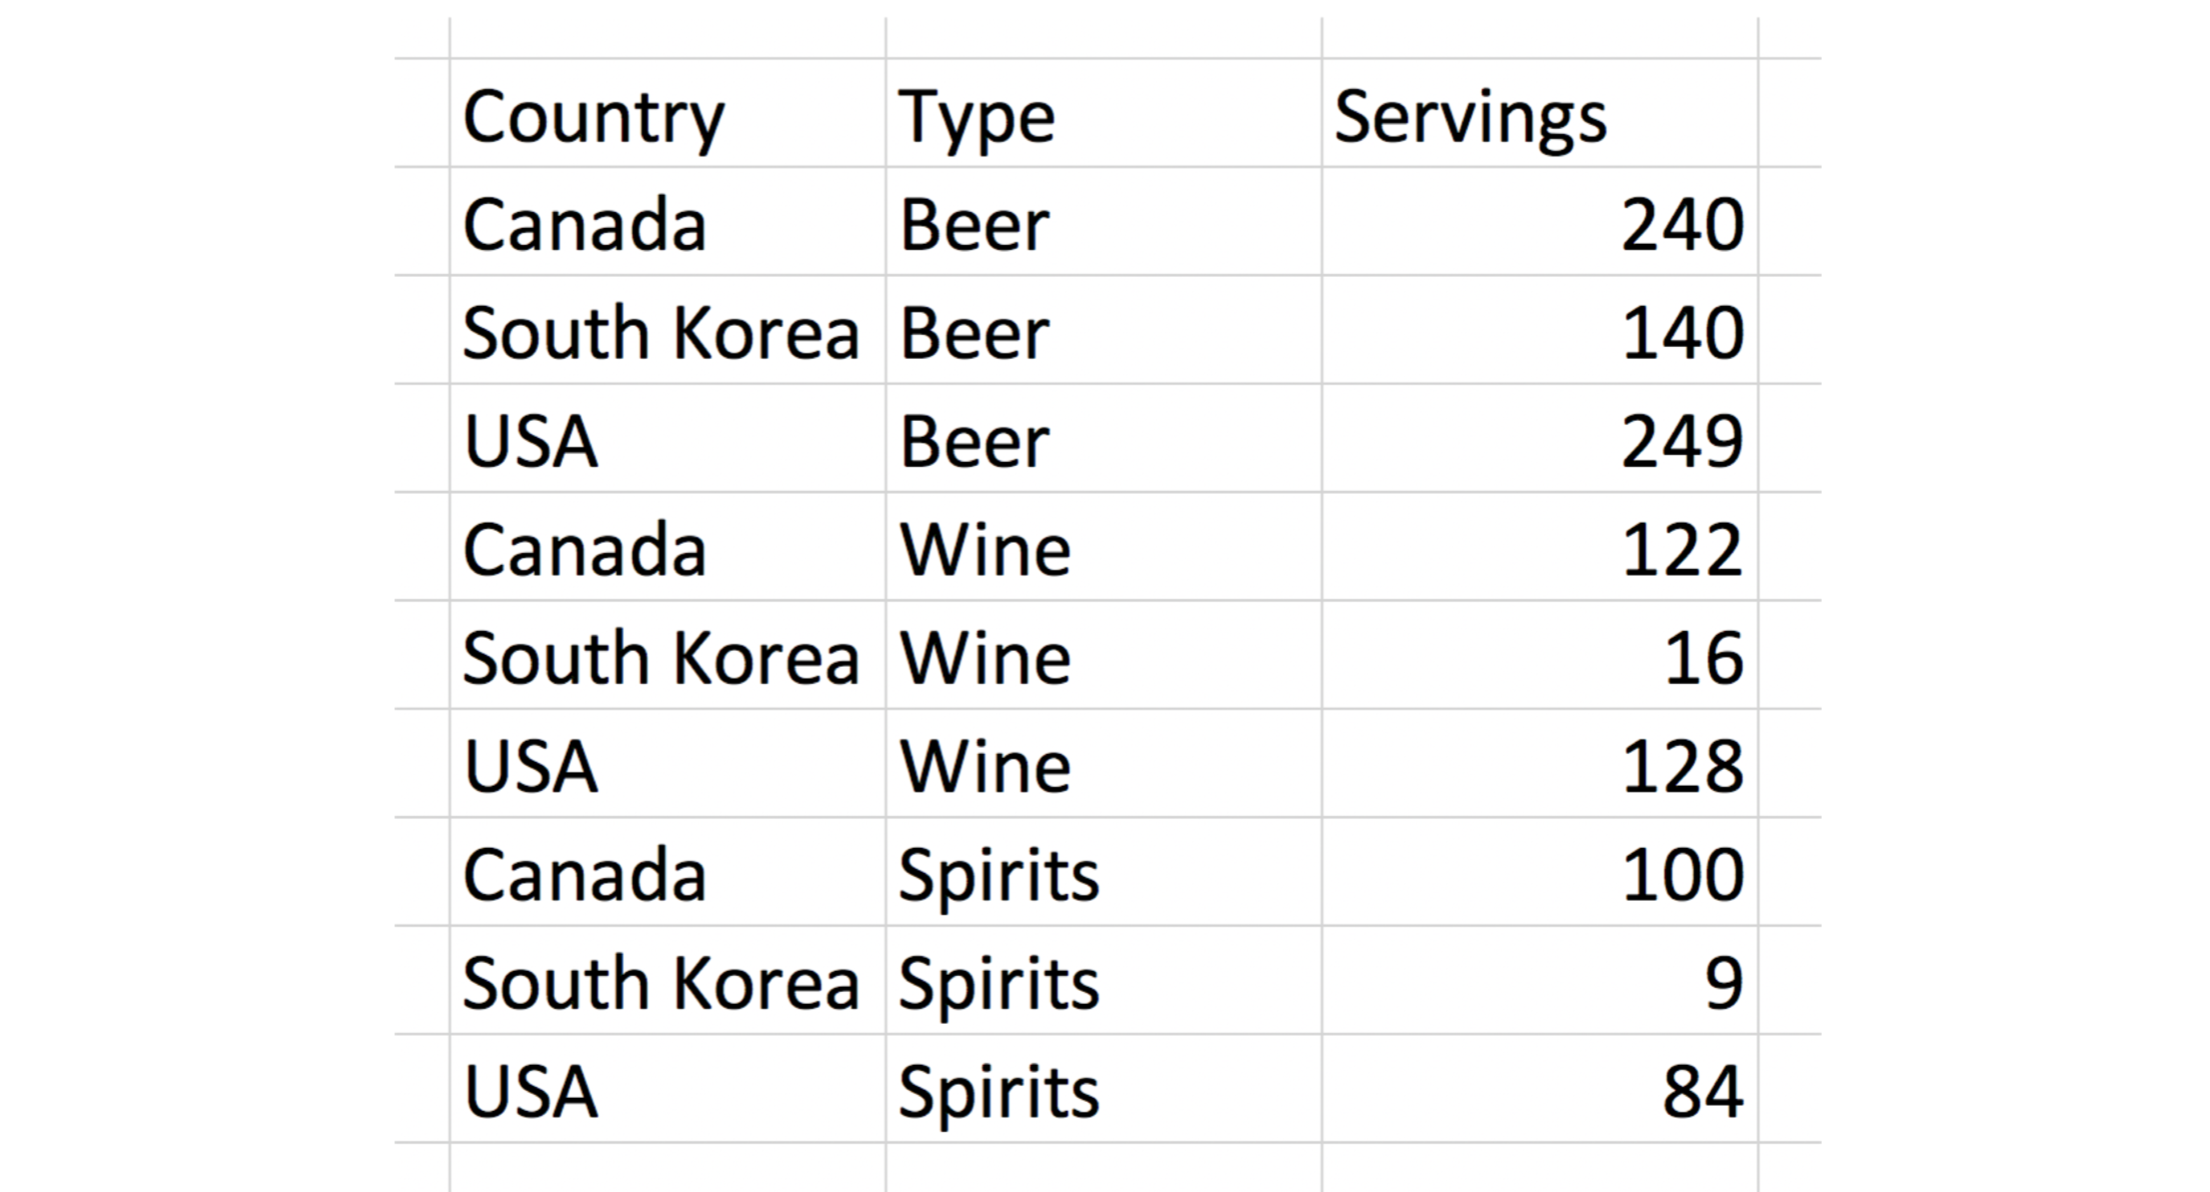 Country Type Servings
Canada Beer 240
South Korea Beer 140
USA Beer 249
Canada Wine 122
South Korea Wine 16
USA Wine 128
Canada Spirits 100
South Korea Spirits 9
USA Spirits 84